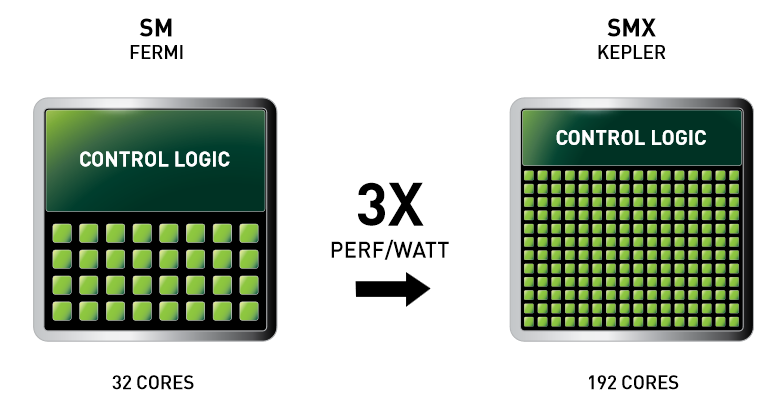 SM
FERMI
CONTROL LOGIC
32 CORES
3X
PERF/WATT
SMX
KEPLER
CONTROL LOGIC
192 CORES